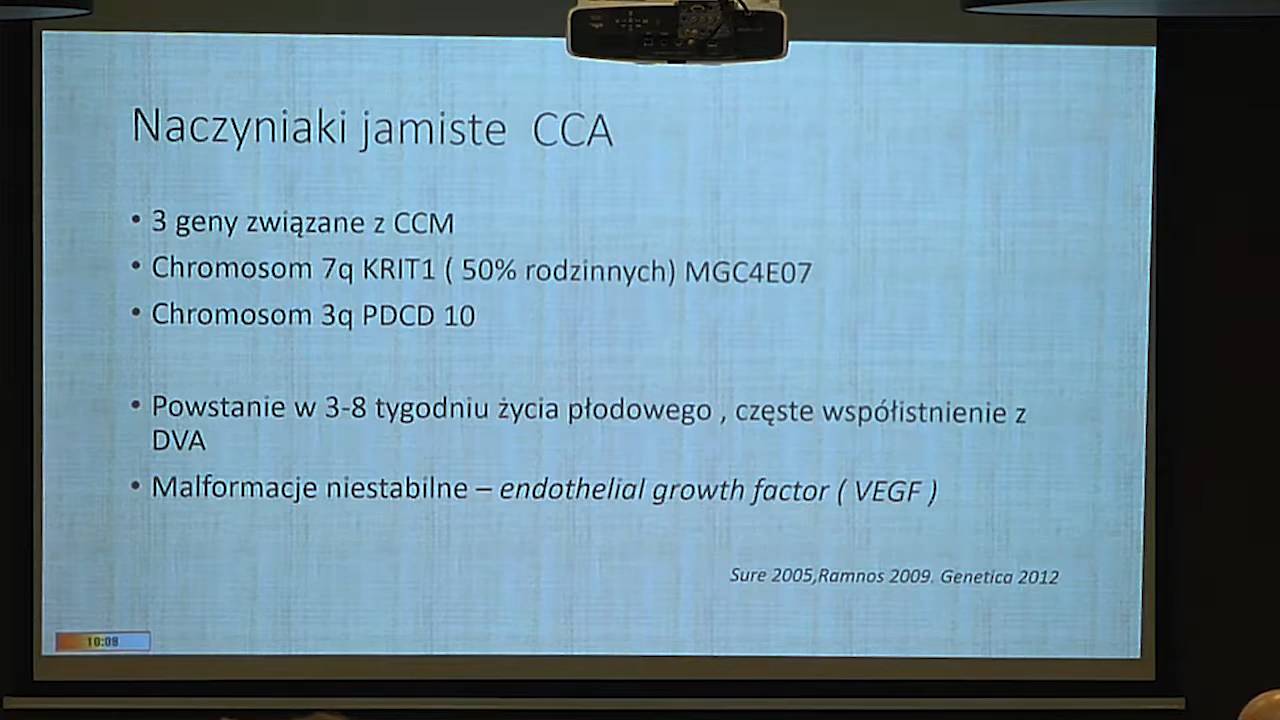 Naczyniaki jamiste CCA
• 3 geny związane z CCM
• Chromosom 7q KRIT1 ( 50% rodzinnych) MGC4E07
• Chromosom 3q PDCD 10
• Powstanie w 3-8 tygodniu życia płodowego , częste współistnienie z
DVA
• Malformacje niestabilne – endothelial growth factor ( VEGF )
Sure 2005,Ramnos 2009. Genetica 2012
10:08